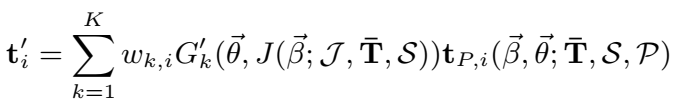 $$\mathbf{t}'_i = \sum_{k=1}^{K} w_{k,i} G'_k(\vec{\theta}, J(\vec{\beta}; \mathcal{J}, \bar{\mathbf{T}}, \mathcal{S})) \mathbf{t}_{P,i}(\vec{\beta}, \vec{\theta}; \bar{\mathbf{T}}, \mathcal{S}, \mathcal{P})$$